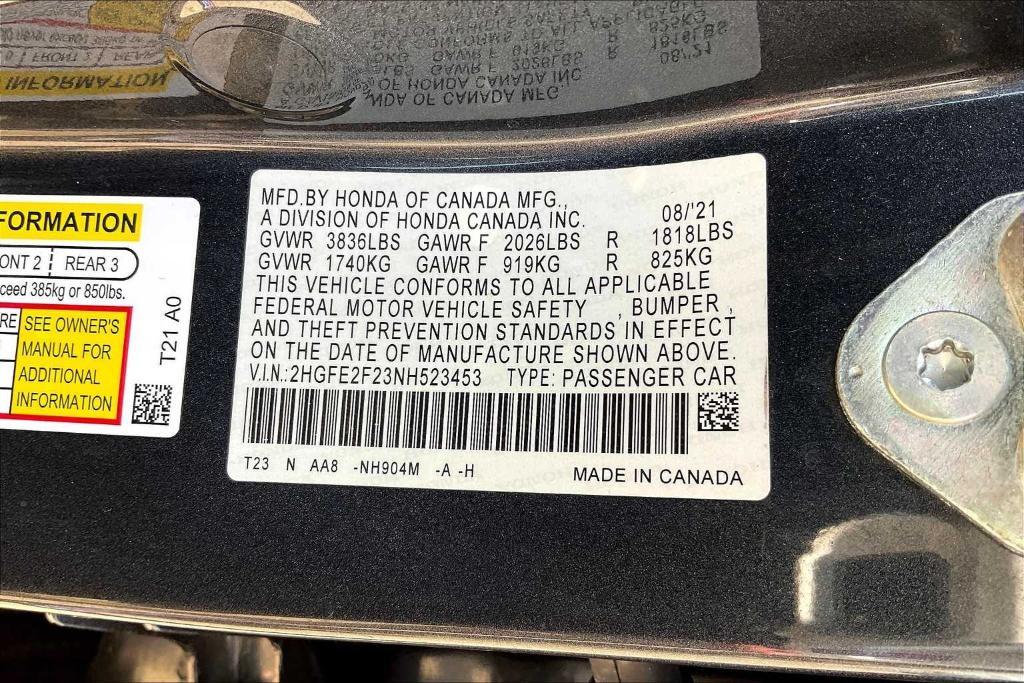 FORMATION
ONT 2 REAR 3
ceed 385kg or 850lbs.
RE SEE OWNER'S
MANUAL FOR
ADDITIONAL
INFORMATION
T21 A0
MFD.BY HONDA OF CANADA MFG.,
A DIVISION OF HONDA CANADA INC. 08/'21
GVWR 3836LBS GAWR F 2026LBS R 1818LBS
GVWR 1740KG GAWR F 919KG R 825KG
THIS VEHICLE CONFORMS TO ALL APPLICABLE
FEDERAL MOTOR VEHICLE SAFETY , BUMPER ,
AND THEFT PREVENTION STANDARDS IN EFFECT
ON THE DATE OF MANUFACTURE SHOWN ABOVE.
V.I.N:2HGFE2F23NH523453 TYPE: PASSENGER CAR
T23 N AA8 -NH904M -A -H
MADE IN CANADA